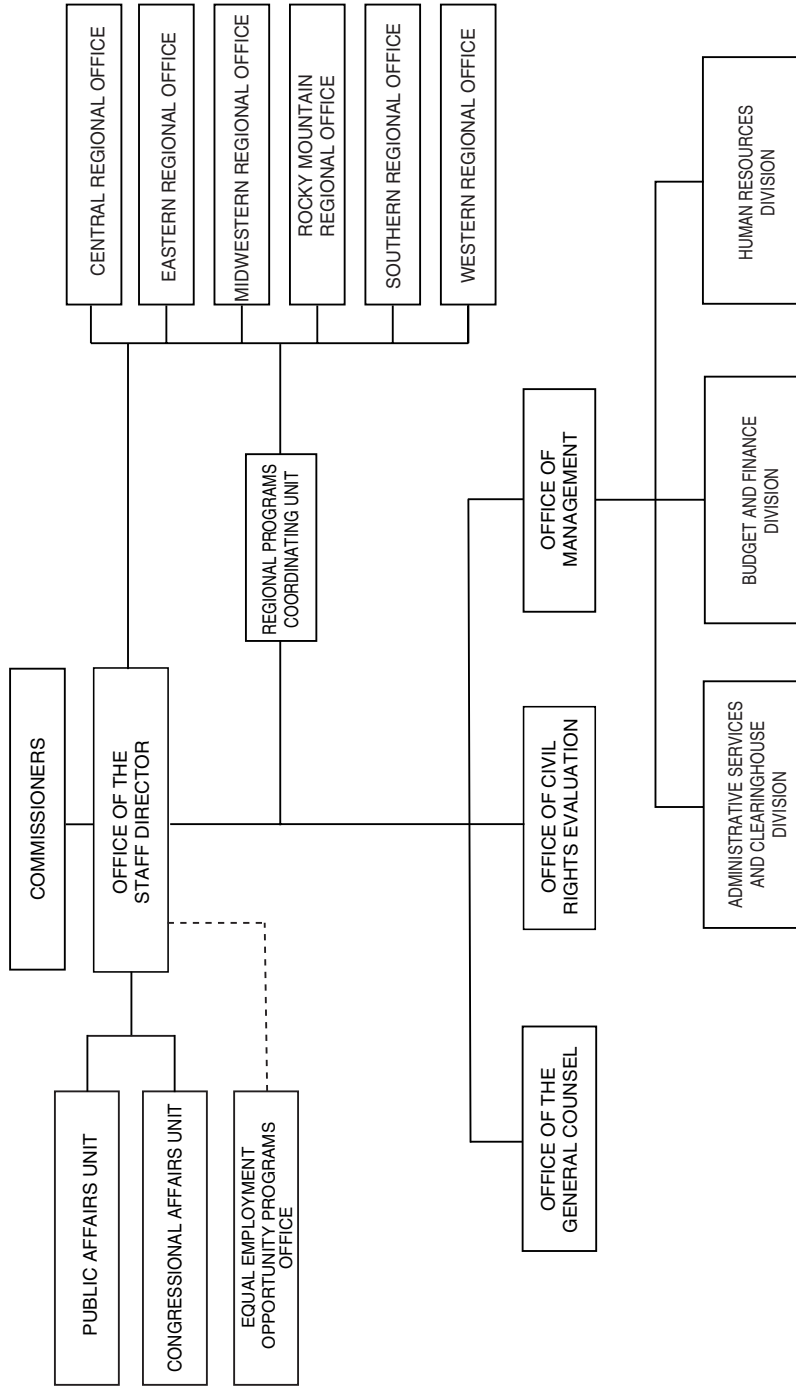 COMMISSIONERS
OFFICE OF THE
STAFF DIRECTOR
PUBLIC AFFAIRS UNIT
CONGRESSIONAL AFFAIRS UNIT
EQUAL EMPLOYMENT
OPPORTUNITY PROGRAMS
OFFICE
REGIONAL PROGRAMS
COORDINATING UNIT
CENTRAL REGIONAL OFFICE
EASTERN REGIONAL OFFICE
MIDWESTERN REGIONAL OFFICE
ROCKY MOUNTAIN
REGIONAL OFFICE
SOUTHERN REGIONAL OFFICE
WESTERN REGIONAL OFFICE
OFFICE OF THE
GENERAL COUNSEL
OFFICE OF CIVIL
RIGHTS EVALUATION
OFFICE OF
MANAGEMENT
ADMINISTRATIVE SERVICES
AND CLEARINGHOUSE
DIVISION
BUDGET AND FINANCE
DIVISION
HUMAN RESOURCES
DIVISION